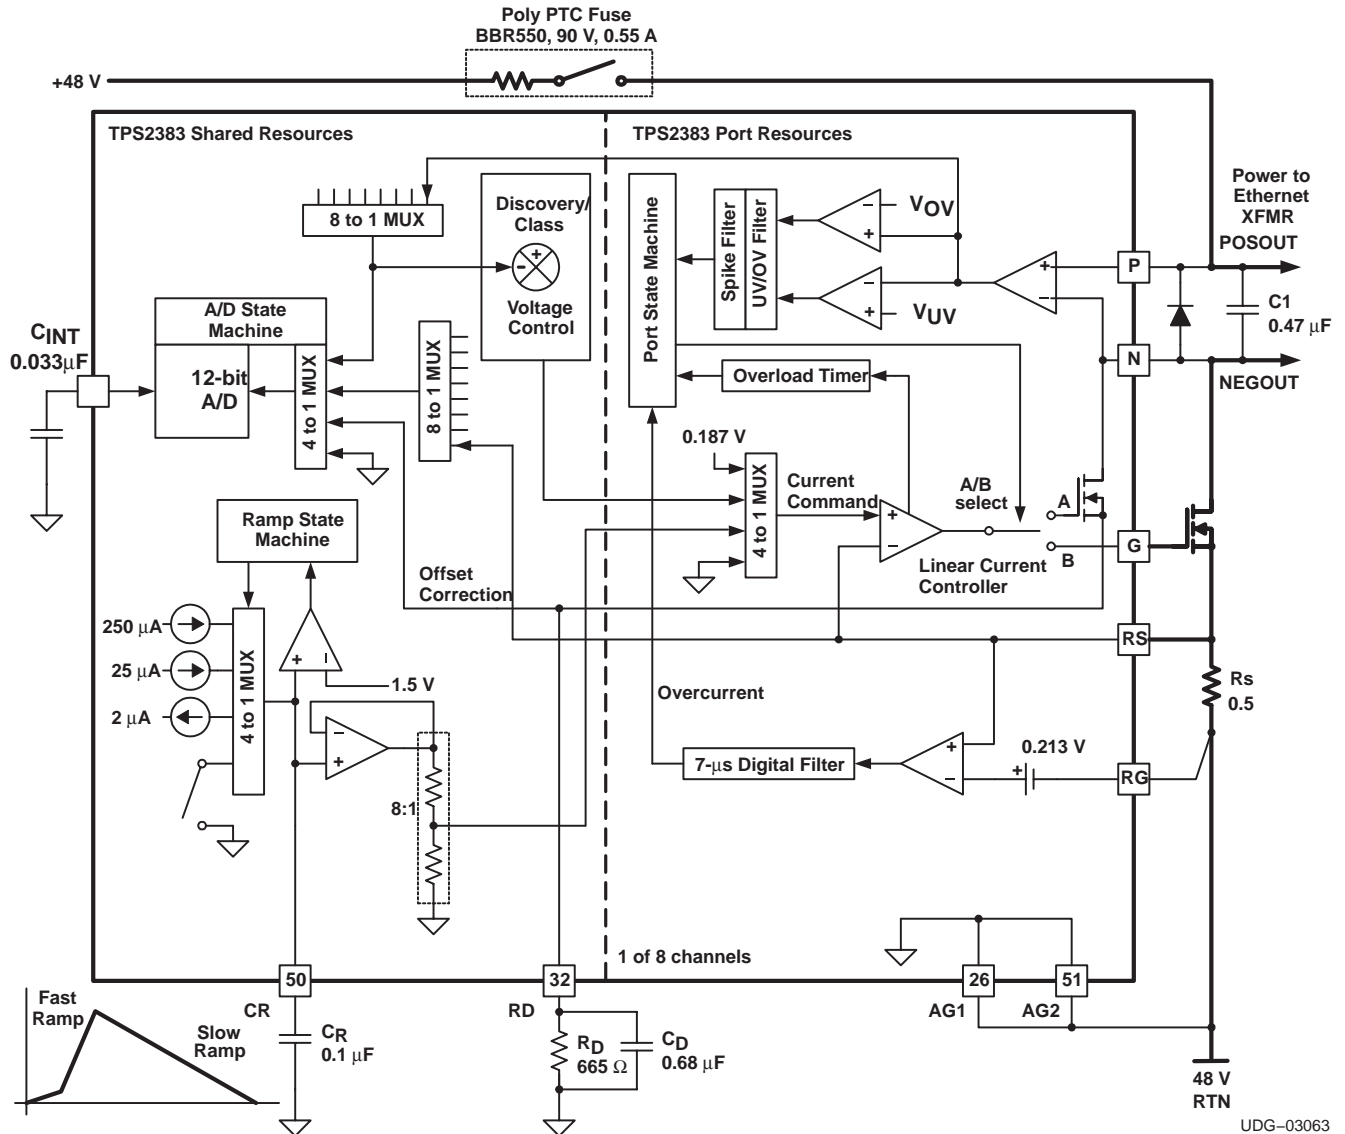 Poly PTC Fuse
BBR550, 90 V, 0.55 A
+48 V
TPS2383 Shared Resources
TPS2383 Port Resources
8 to 1 MUX
Discovery/
Class
+
-
Voltage
Control
Port State Machine
Spike Filter
UV/OV Filter
−
+
VOV
−
+
VUV
+
−
P
N
Power to
Ethernet
XFMR
POSOUT
C1
0.47 µF
NEGOUT
A/D State
Machine
12-bit
A/D
4 to 1 MUX
8 to 1 MUX
CINT
0.033µF
Overload Timer
0.187 V
4 to 1 MUX
Current
Command
+
−
A/B
select
A
B
G
Linear Current
Controller
Ramp State
Machine
Offset
Correction
250 µA
25 µA
2 µA
4 to 1 MUX
+
−
1.5 V
−
+
8:1
RS
Rs
0.5
Overcurrent
7-µs Digital Filter
+
−
0.213 V
+
RG
1 of 8 channels
50
32
26
51
CR
RD
AG1
AG2
Fast
Ramp
Slow
Ramp
CR
0.1 µF
RD
665 Ω
CD
0.68 µF
48 V
RTN
UDG−03063